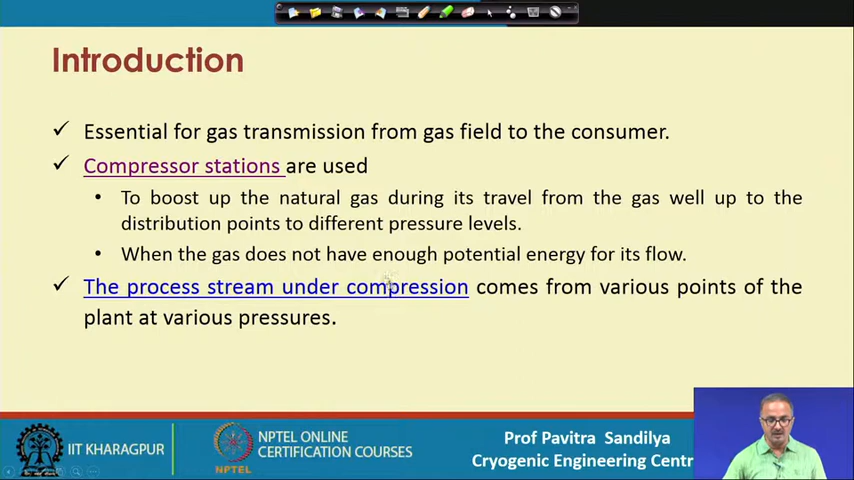 Introduction
✓ Essential for gas transmission from gas field to the consumer.
✓ Compressor stations are used
• To boost up the natural gas during its travel from the gas well up to the
distribution points to different pressure levels.
• When the gas does not have enough potential energy for its flow.
✓ The process stream under compression comes from various points of the
plant at various pressures.
IIT KHARAGPUR
NPTEL
NPTEL ONLINE
CERTIFICATION COURSES
Prof Pavitra Sandilya
Cryogenic Engineering Centr